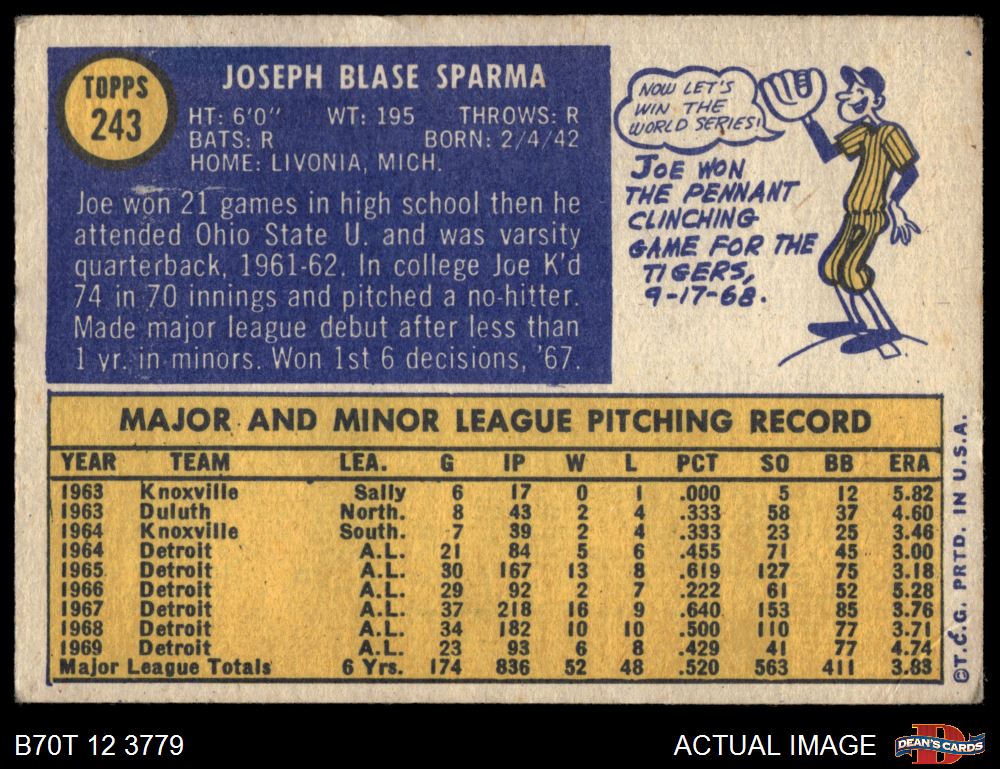 TOPPS
243
JOSEPH BLASE SPARMA
HT: 6'0" WT: 195 THROWS: R
BATS: R BORN: 2/4/42
HOME: LIVONIA, MICH.
Joe won 21 games in high school then he
attended Ohio State U. and was varsity
quarterback, 1961-62. In college Joe K'd
74 in 70 innings and pitched a no-hitter.
Made major league debut after less than
1 yr. in minors. Won 1st 6 decisions, '67.
NOW LET'S
WIN THE
WORLD SERIES!
JOE WON
THE PENNANT
CLINCHING
GAME FOR THE
TIGERS,
9-17-68.
MAJOR AND MINOR LEAGUE PITCHING RECORD
YEAR TEAM LEA. G IP W L PCT SO BB ERA
1963 Knoxville Sally 6 17 0 1 .000 5 12 5.82
1963 Duluth North. 8 43 2 4 .333 58 37 4.60
1964 Knoxville South. 7 39 2 4 .333 23 25 3.46
1964 Detroit A.L. 21 84 5 6 .455 71 45 3.00
1965 Detroit A.L. 30 167 13 8 .619 127 75 3.18
1966 Detroit A.L. 29 92 2 7 .222 61 52 5.28
1967 Detroit A.L. 37 218 16 9 .640 153 85 3.76
1968 Detroit A.L. 34 182 10 10 .500 110 77 3.71
1969 Detroit A.L. 23 93 6 8 .429 41 77 4.74
Major League Totals 6 Yrs. 174 836 52 48 .520 563 411 3.83
©T.C.G. PRTD. IN U.S.A.
B70T 12 3779
ACTUAL IMAGE
DEAN'S CARDS